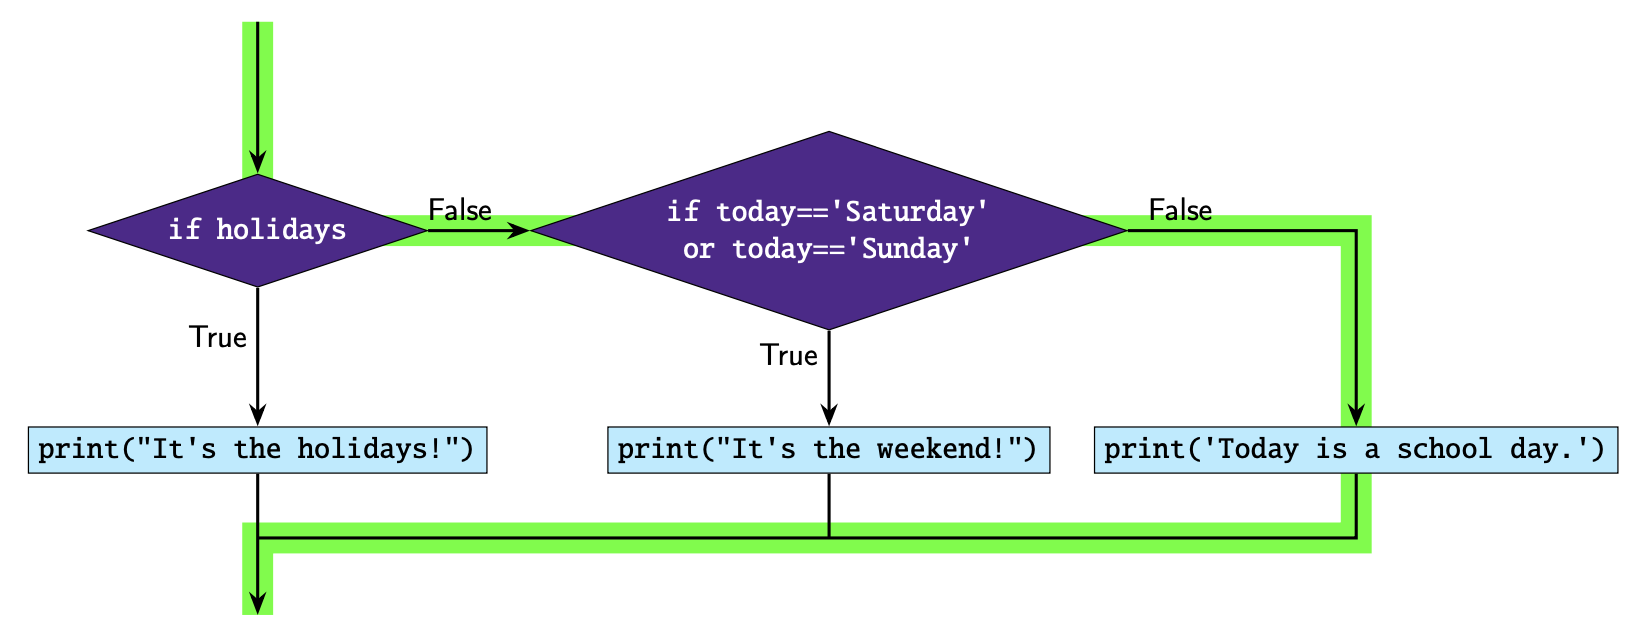 if holidays
False
if today=='Saturday'
or today=='Sunday'
False
True
True
print("It's the holidays!")
print("It's the weekend!")
print('Today is a school day.')